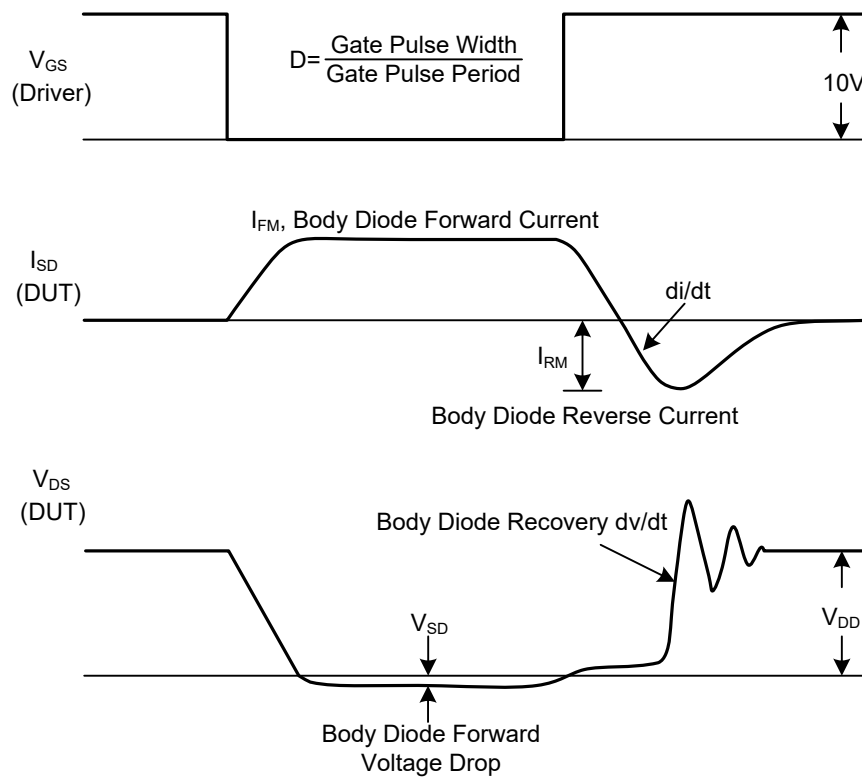 V_GS
(Driver)
D=Gate Pulse Width
Gate Pulse Period
10V
I_FM, Body Diode Forward Current
I_SD
(DUT)
di/dt
I_RM
Body Diode Reverse Current
V_DS
(DUT)
Body Diode Recovery dv/dt
V_SD
V_DD
Body Diode Forward
Voltage Drop